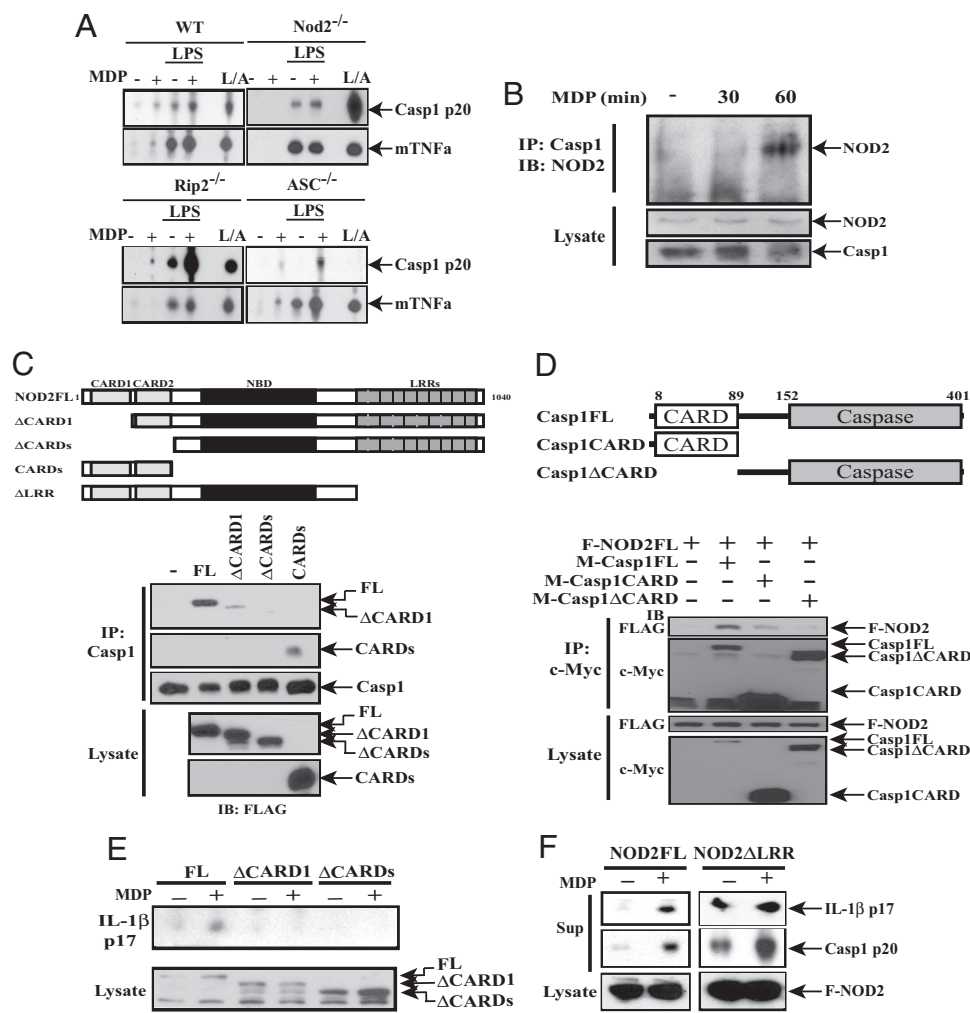 A
WT Nod2-/-
LPS LPS
MDP - + - + L/A - + - + L/A
Casp1 p20
mTNFa
Rip2-/- ASC-/-
LPS LPS
MDP - + - + L/A - + - + L/A
Casp1 p20
mTNFa
B
MDP (min) - 30 60
IP: Casp1
IB: NOD2
NOD2
Lysate
NOD2
Casp1
C
CARD1 CARD2 NBD LRRs
NOD2FL 1 1040
ΔCARD1
ΔCARDs
CARDs
ΔLRR
- FL ΔCARD1 ΔCARDs CARDs
IP:
Casp1
FL
ΔCARD1
CARDs
Casp1
Lysate
FL
ΔCARD1
ΔCARDs
CARDs
IB: FLAG
D
8 89 152 401
Casp1FL CARD Caspase
Casp1CARD CARD
Casp1ΔCARD Caspase
F-NOD2FL + + + +
M-Casp1FL - + - -
M-Casp1CARD - - + -
M-Casp1ΔCARD - - - +
IB
IP:
c-Myc
FLAG F-NOD2
c-Myc
Casp1FL
Casp1ΔCARD
Casp1CARD
Lysate
FLAG F-NOD2
c-Myc
Casp1FL
Casp1ΔCARD
Casp1CARD
E
FL ΔCARD1 ΔCARDs
MDP - + - + - +
IL-1β
p17
Lysate
FL
ΔCARD1
ΔCARDs
F
NOD2FL NOD2ΔLRR
MDP - + - +
Sup
IL-1β p17
Casp1 p20
Lysate F-NOD2